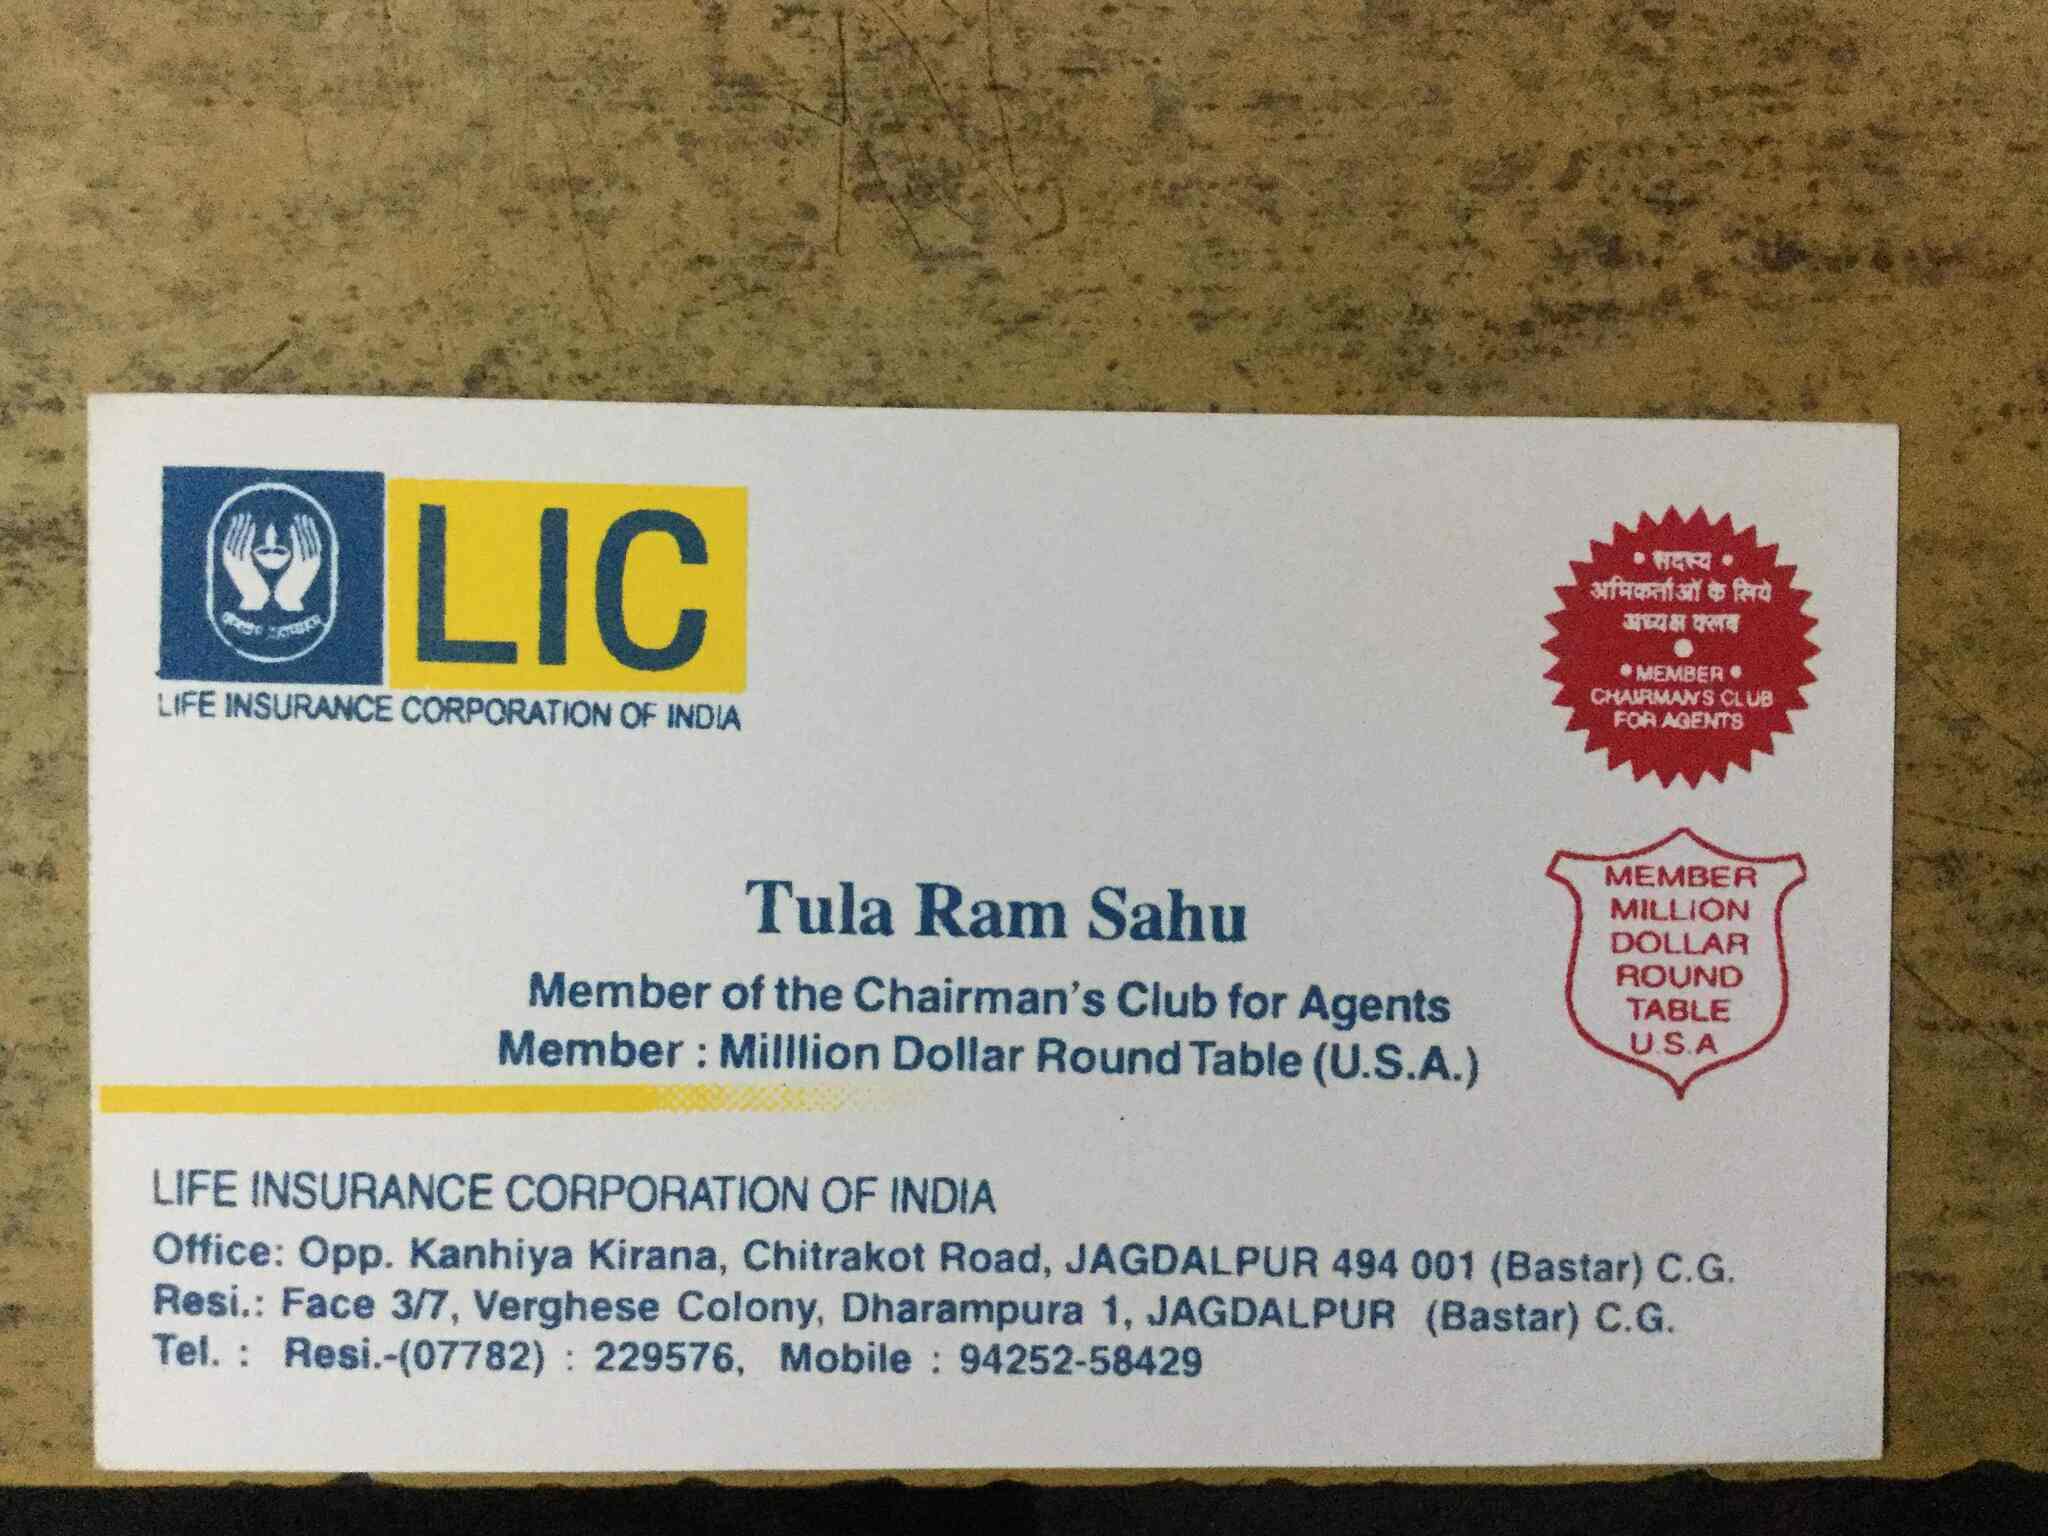 LIC
LIFE INSURANCE CORPORATION OF INDIA
• सदस्य •
अभिकर्ताओं के लिये
अध्यक्ष क्लब
• MEMBER •
CHAIRMAN'S CLUB
FOR AGENTS
Tula Ram Sahu
Member of the Chairman's Club for Agents
Member : Milllion Dollar Round Table (U.S.A.)
MEMBER
MILLION
DOLLAR
ROUND
TABLE
U.S.A
LIFE INSURANCE CORPORATION OF INDIA
Office: Opp. Kanhiya Kirana, Chitrakot Road, JAGDALPUR 494 001 (Bastar) C.G.
Resi.: Face 3/7, Verghese Colony, Dharampura 1, JAGDALPUR (Bastar) C.G.
Tel. : Resi.-(07782) : 229576, Mobile : 94252-58429